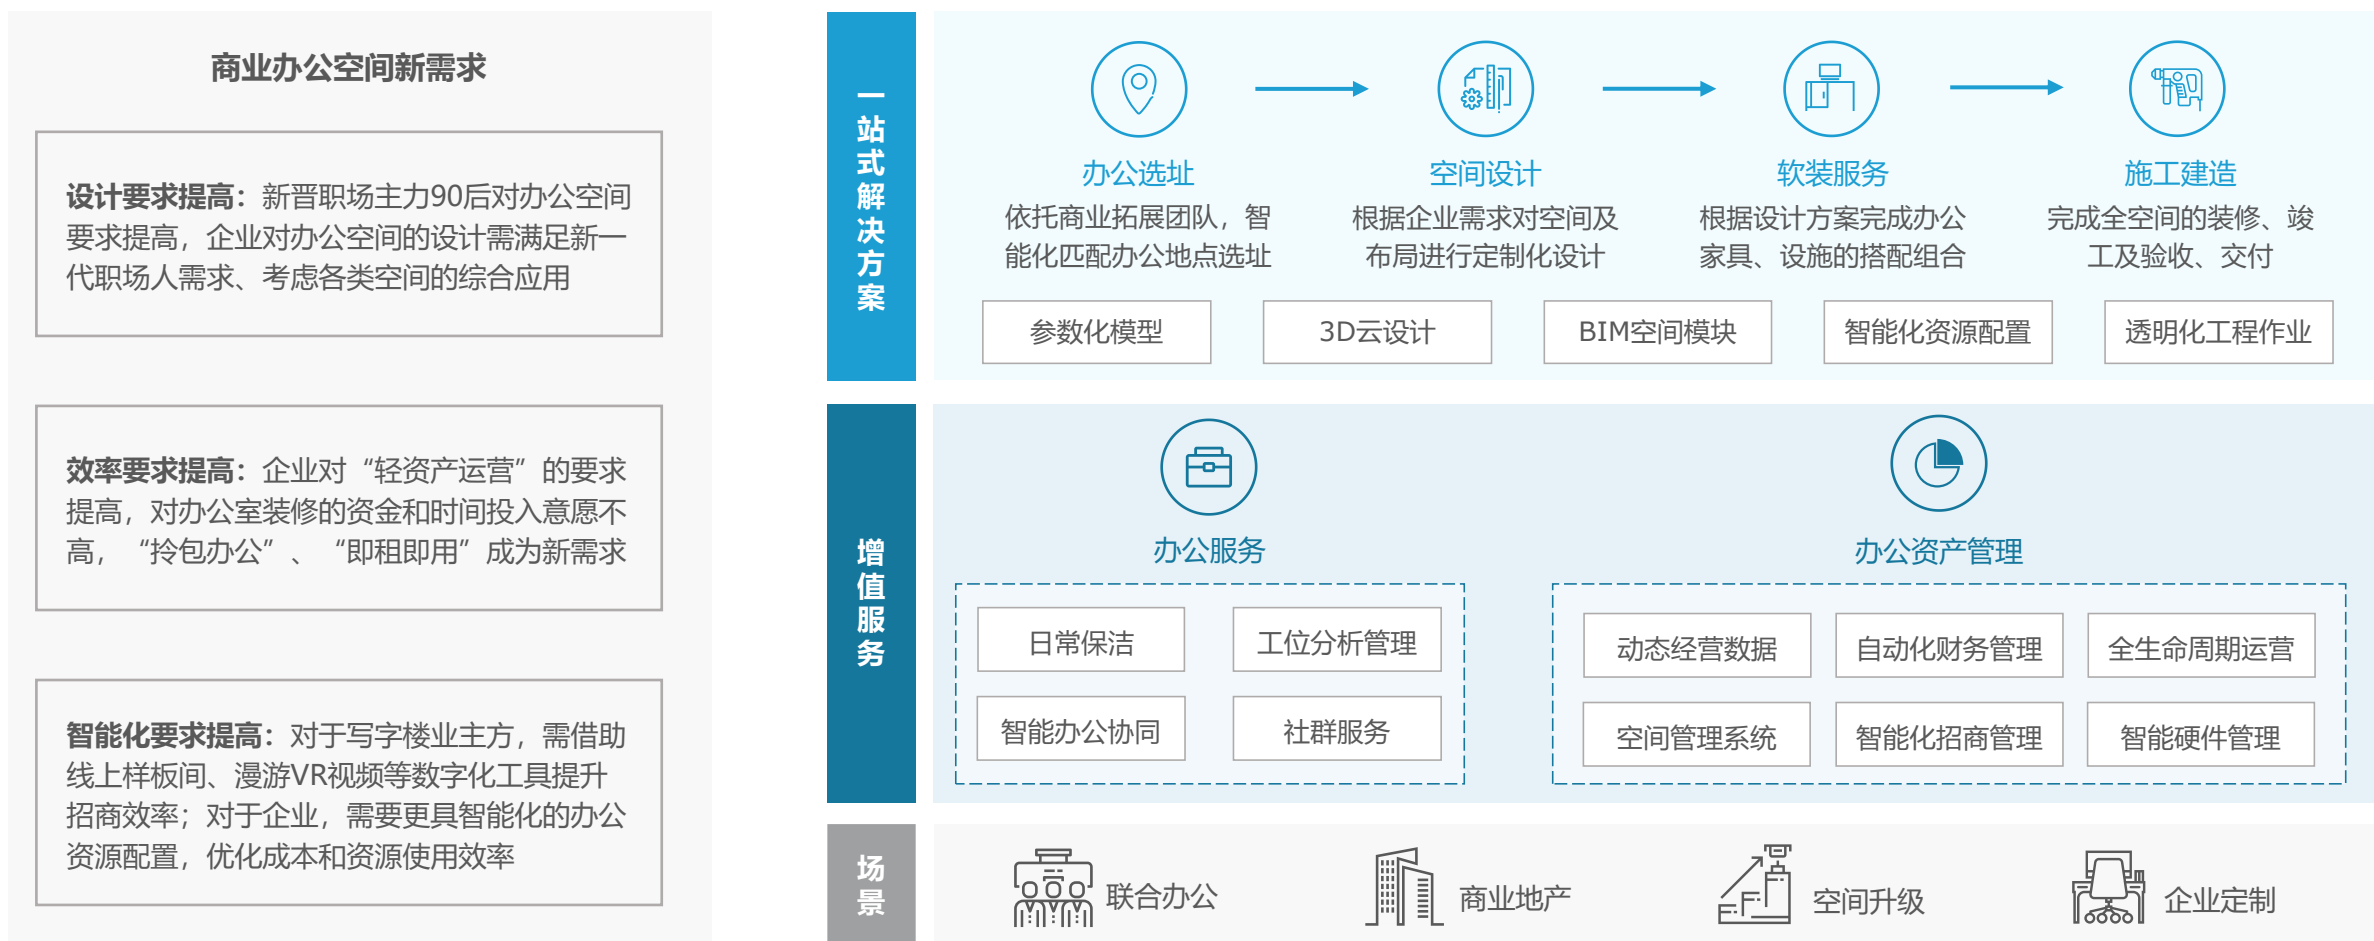 商业办公空间新需求
设计要求提高：新晋职场主力90后对办公空间
要求提高，企业对办公空间的设计需满足新一
代职场人需求、考虑各类空间的综合应用
效率要求提高：企业对“轻资产运营”的要求
提高，对办公室装修的资金和时间投入意愿不
高，“拎包办公”、“即租即用”成为新需求
智能化要求提高：对于写字楼业主方，需借助
线上样板间、漫游VR视频等数字化工具提升
招商效率；对于企业，需要更具智能化的办公
资源配置，优化成本和资源使用效率
一站式解决方案
办公选址
依托商业拓展团队，智
能化匹配办公地点选址
空间设计
根据企业需求对空间及
布局进行定制化设计
软装服务
根据设计方案完成办公
家具、设施的搭配组合
施工建造
完成全空间的装修、竣
工及验收、交付
参数化模型
3D云设计
BIM空间模块
智能化资源配置
透明化工程作业
增值服务
办公服务
日常保洁
工位分析管理
智能办公协同
社群服务
办公资产管理
动态经营数据
自动化财务管理
全生命周期运营
空间管理系统
智能化招商管理
智能硬件管理
场景
联合办公
商业地产
空间升级
企业定制